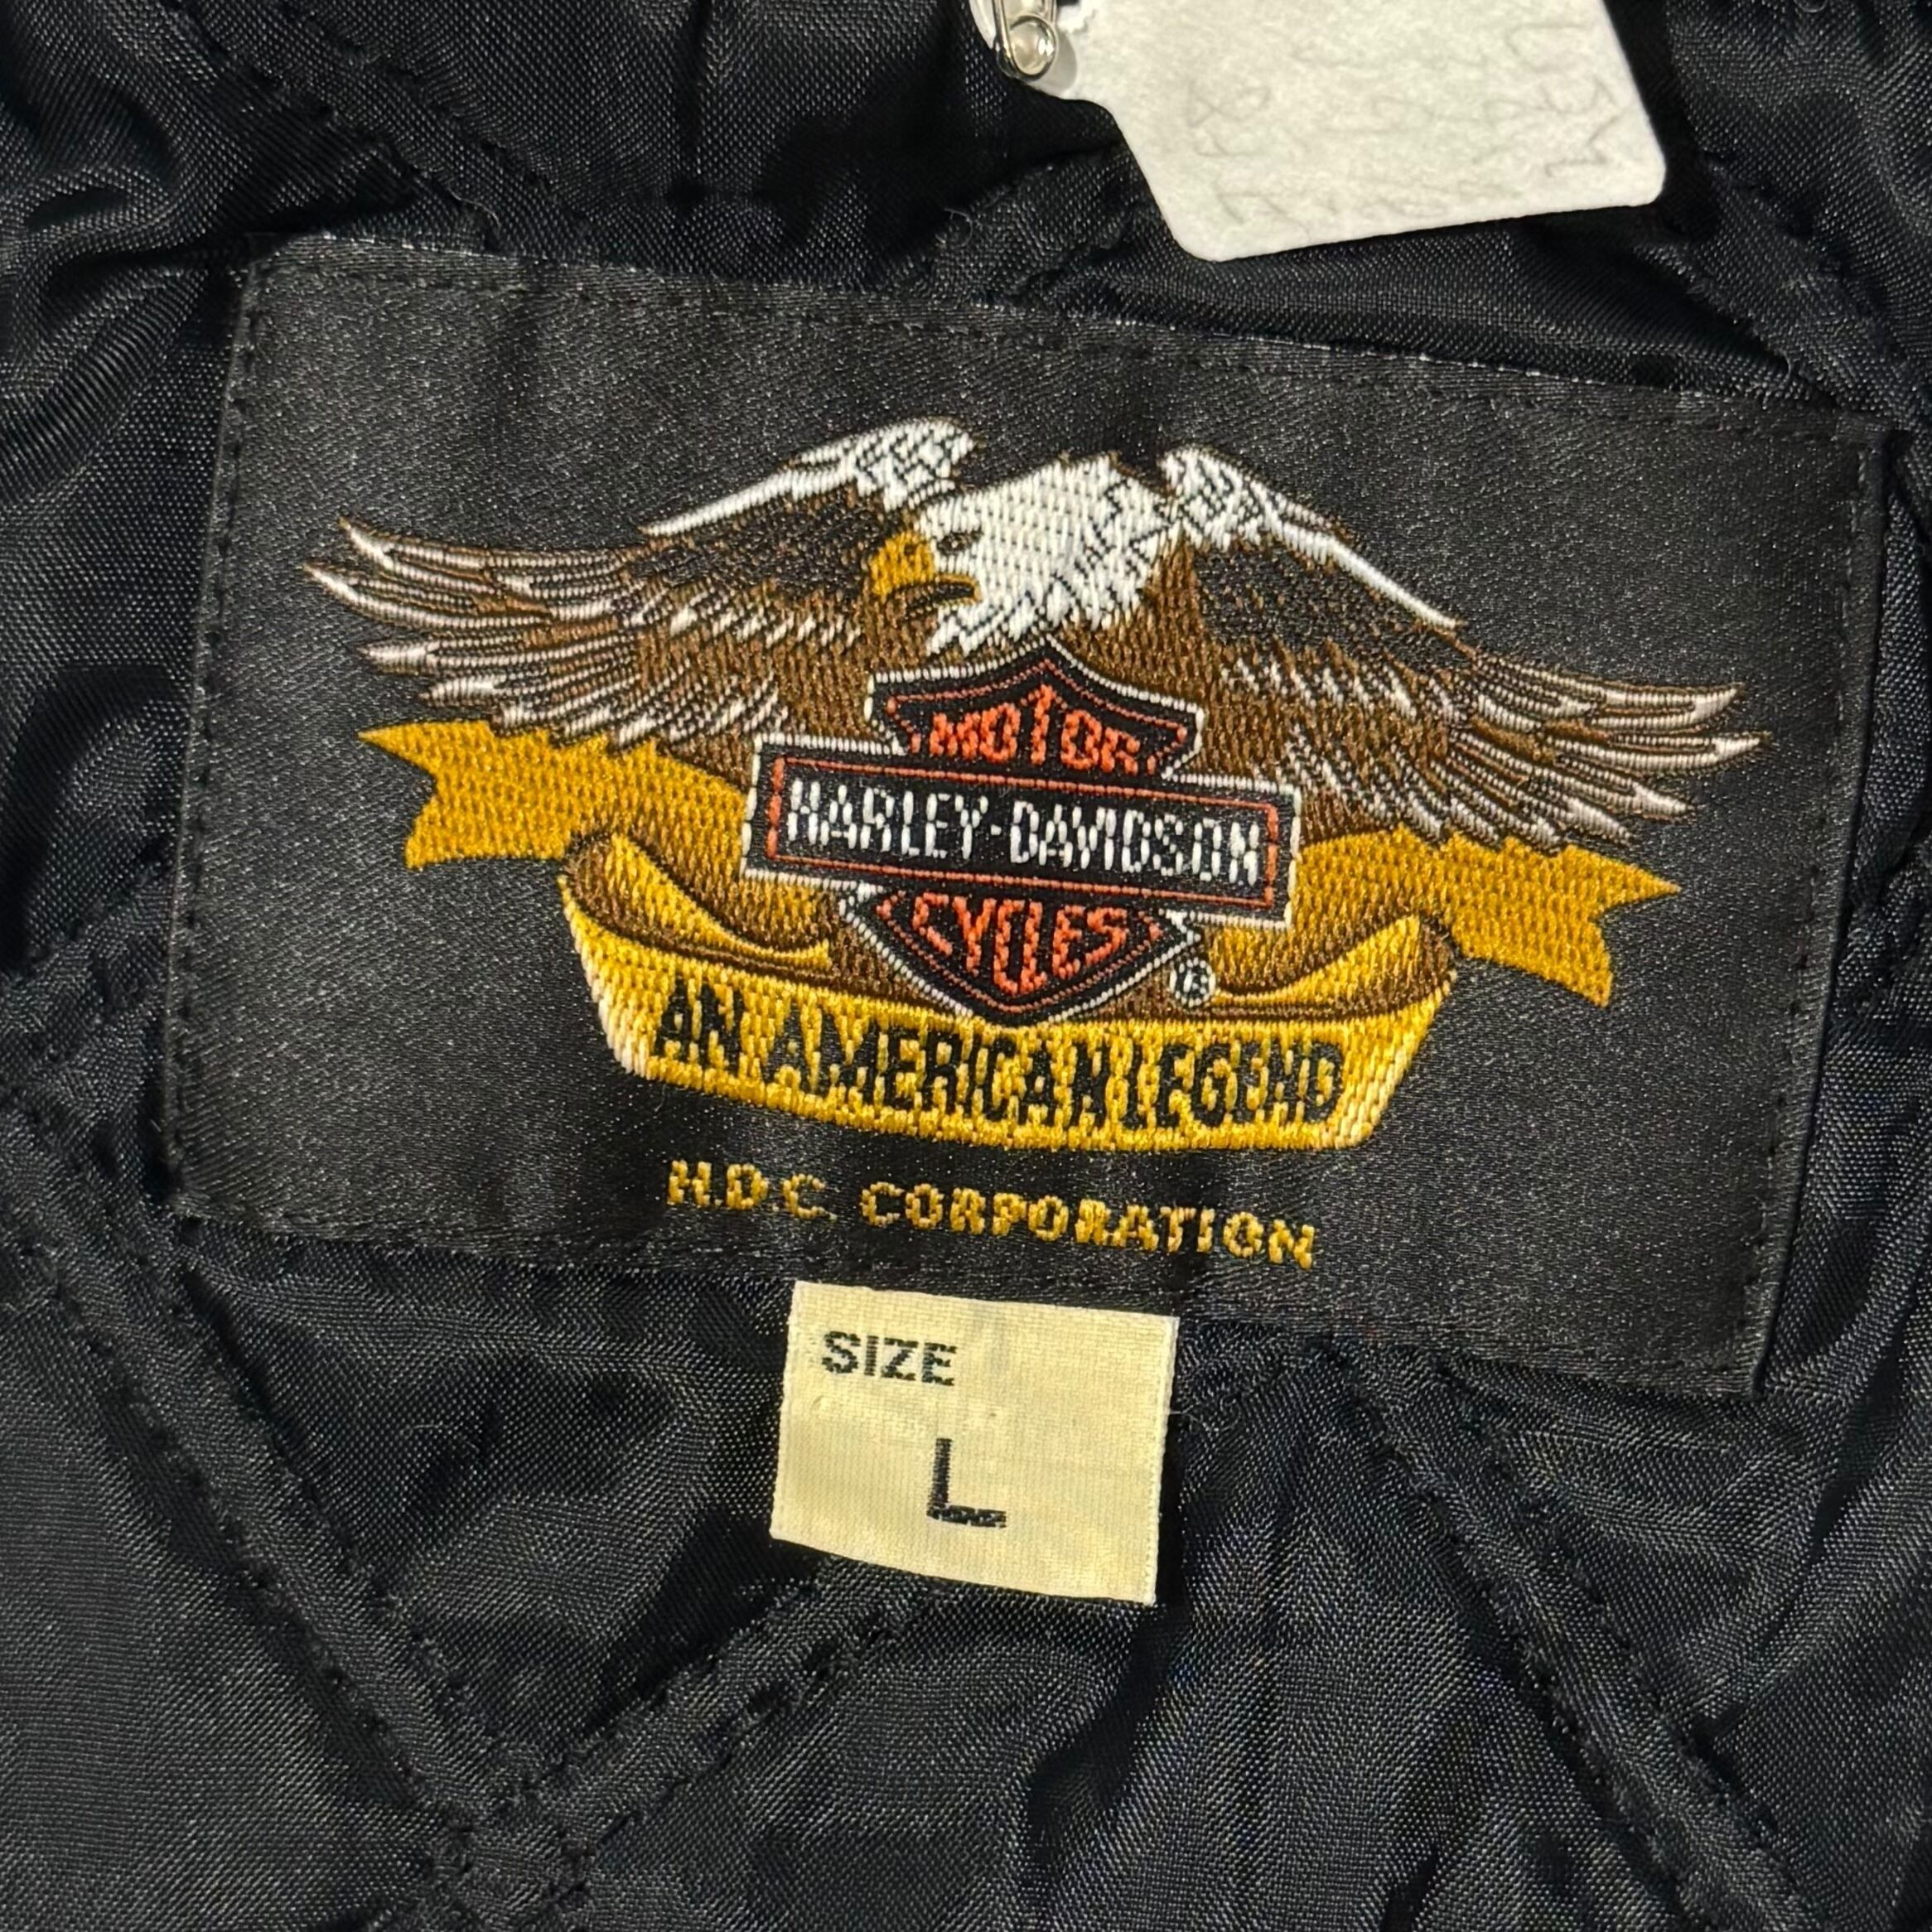 MOTOR
HARLEY-DAVIDSON
CYCLES
®
AN AMERICAN LEGEND
H.D.C. CORPORATION
SIZE
L